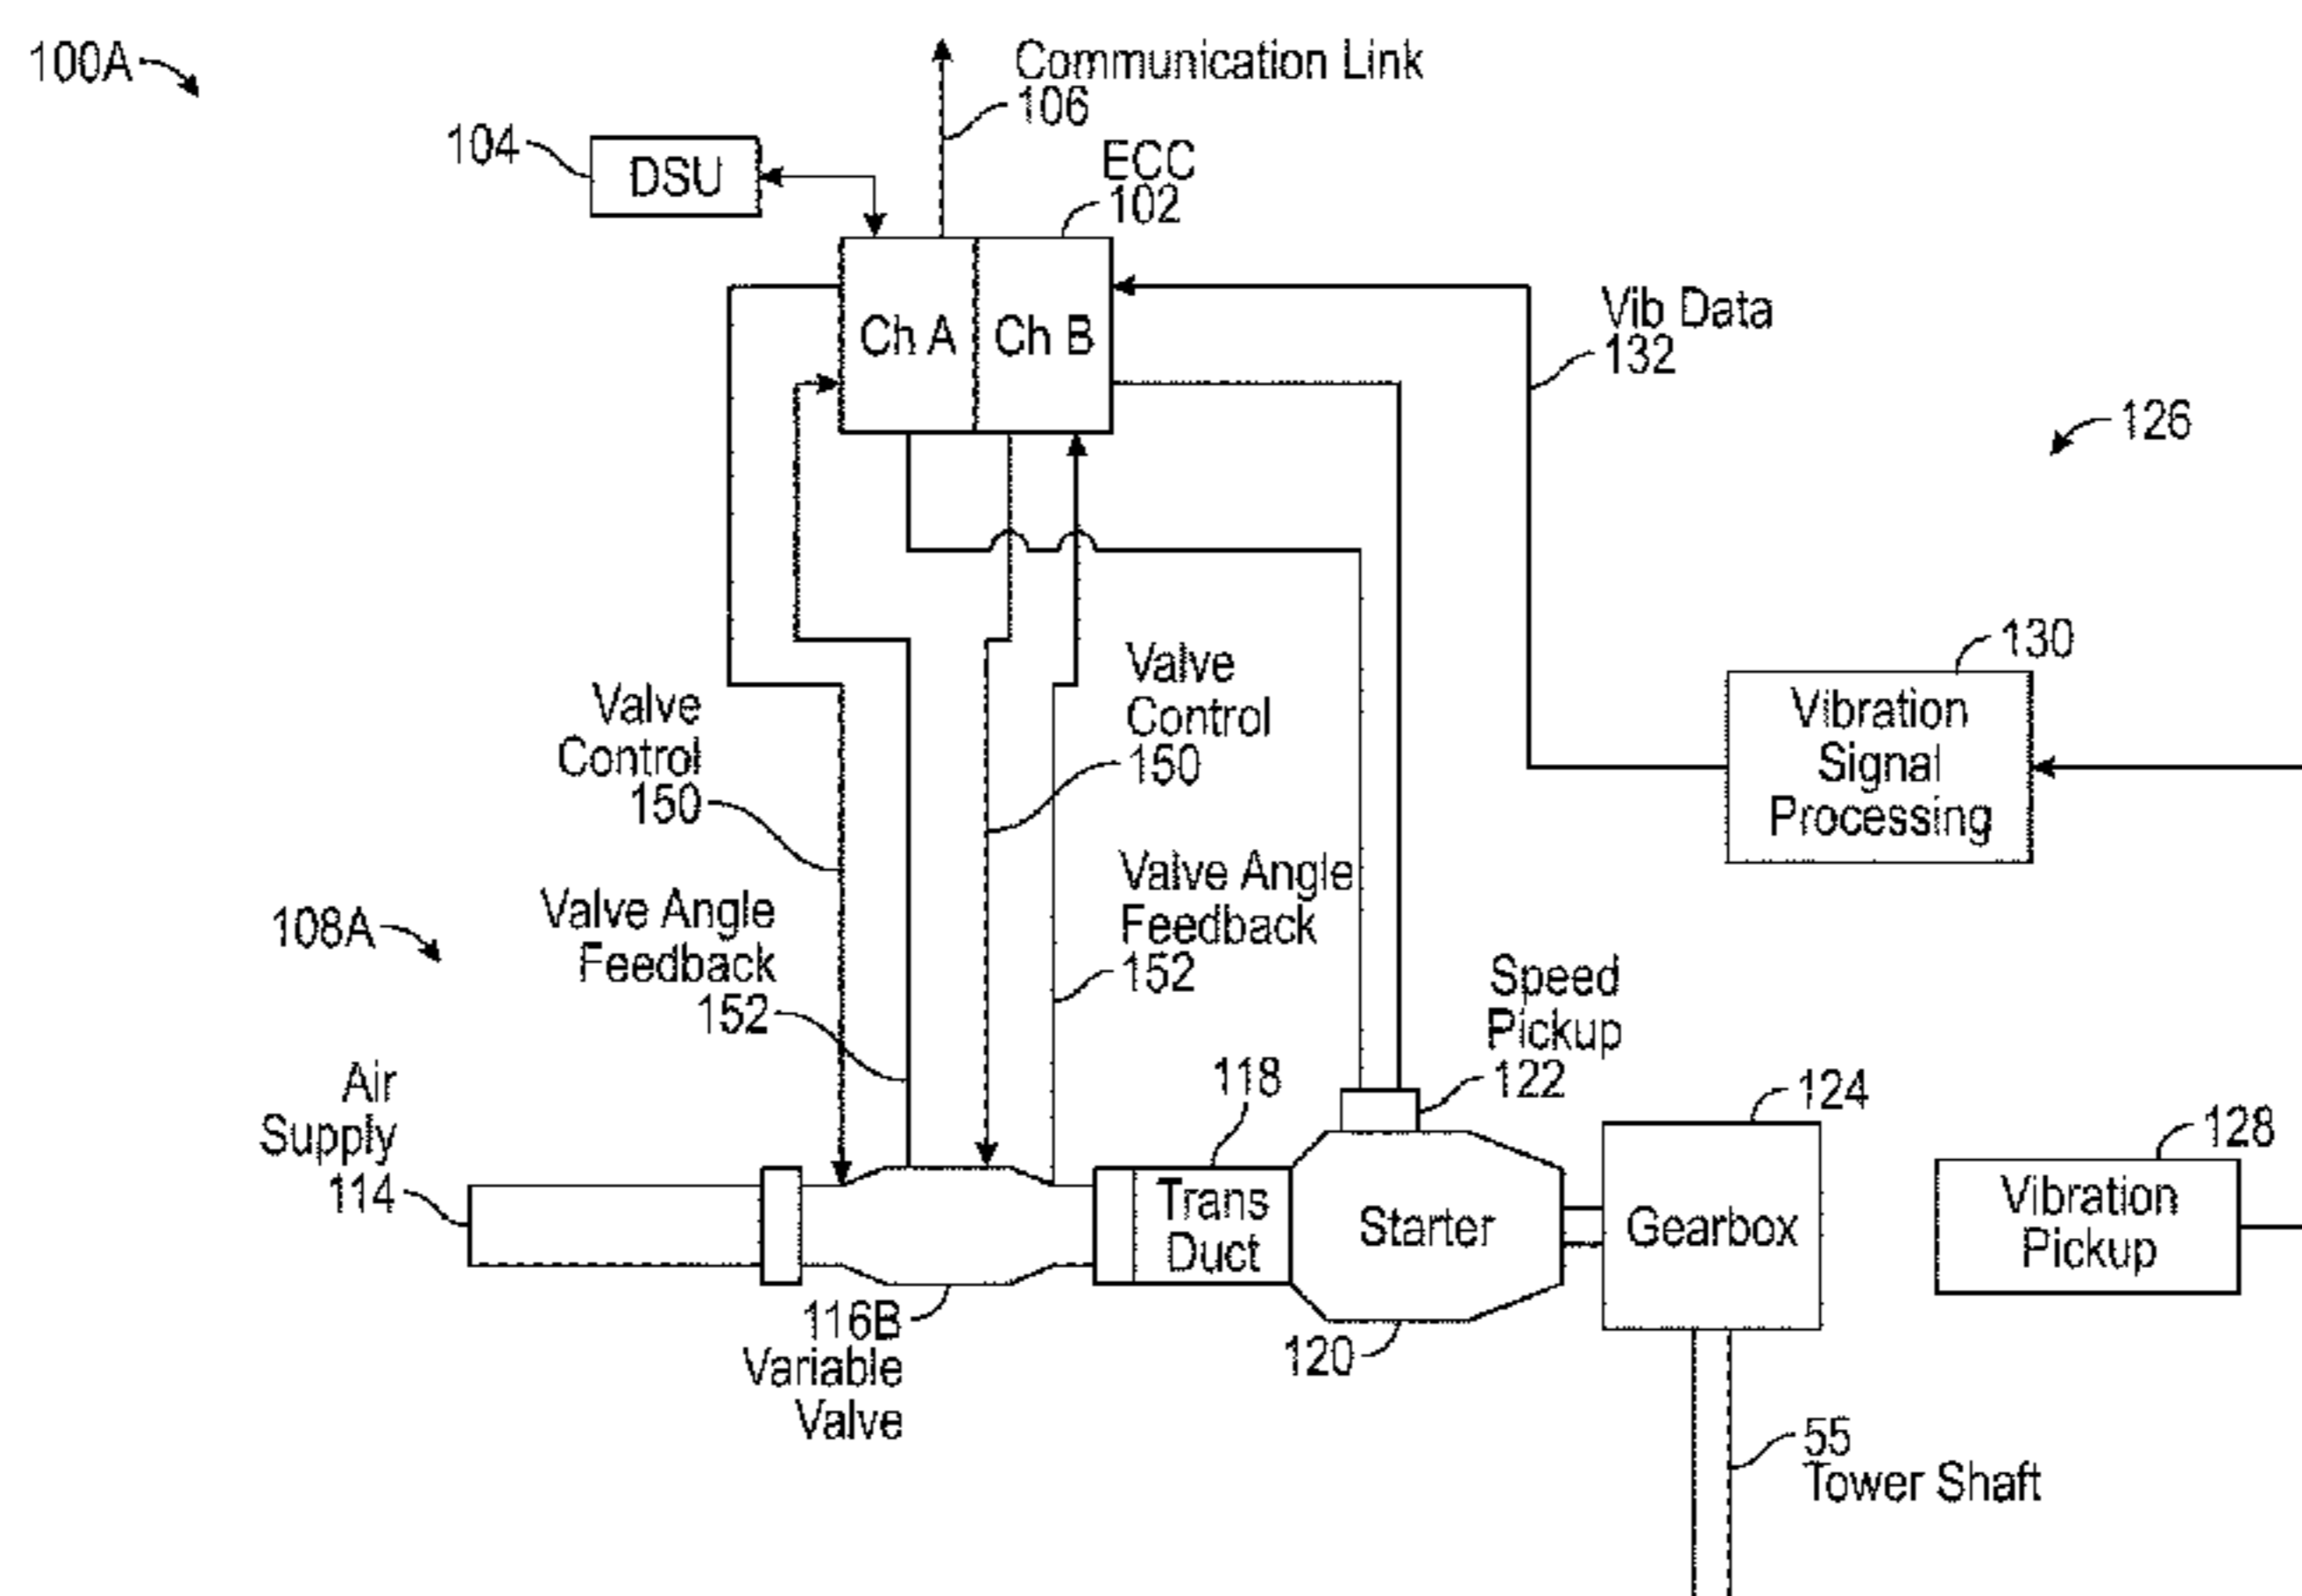 100A
Communication Link
106
104
DSU
ECC
102
Ch A
Ch B
Vib Data
132
126
130
Vibration
Signal
Processing
Valve
Control
150
Valve
Control
150
108A
Valve Angle
Feedback
152
Valve Angle
Feedback
152
Speed
Pickup
122
Air
Supply
114
118
Trans
Duct
Starter
120
124
Gearbox
128
Vibration
Pickup
116B
Variable
Valve
55
Tower Shaft